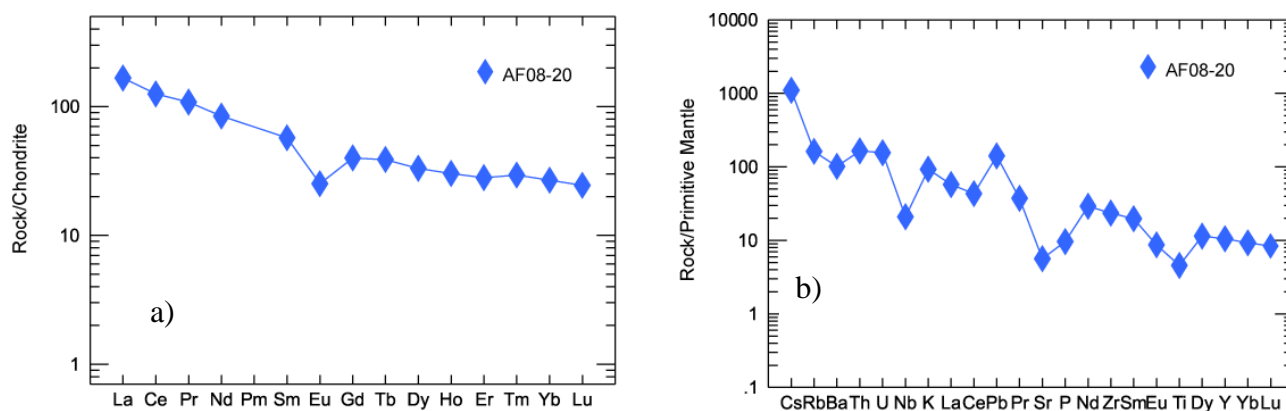 AF08-20
100
10
1
Rock/Chondrite
a)
La Ce Pr Nd Pm Sm Eu Gd Tb Dy Ho Er Tm Yb Lu
10000
1000
100
10
1
.1
Rock/Primitive Mantle
AF08-20
b)
CsRbBaTh U Nb K LaCePb Pr Sr P Nd ZrSmEu Ti Dy Y YbLu